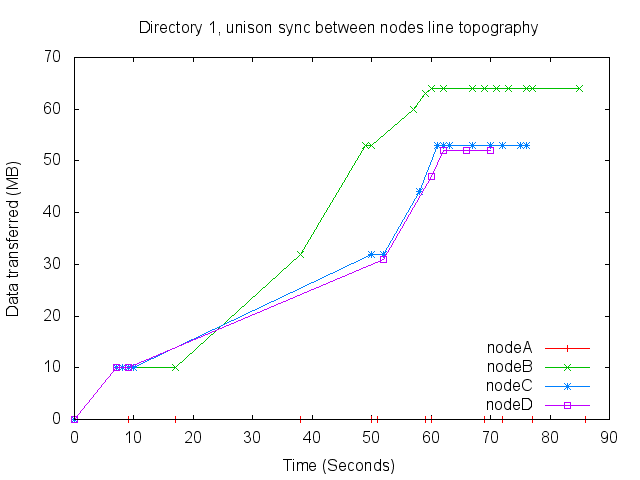 Directory 1, unison sync between nodes line topography
70
60
50
40
30
20
10
0
Data transferred (MB)
nodeA
nodeB
nodeC
nodeD
0 10 20 30 40 50 60 70 80 90
Time (Seconds)